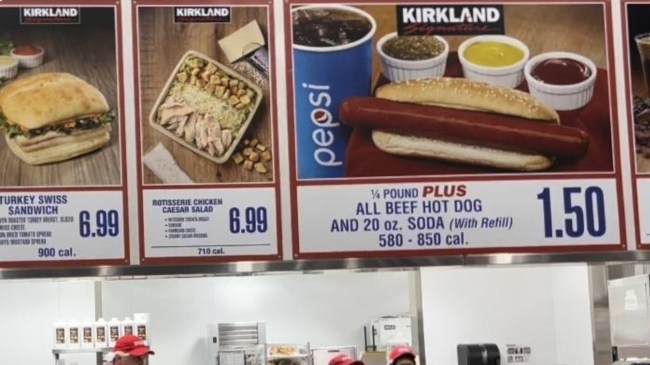 KIRKLAND
TURKEY SWISS
SANDWICH
6.99
900 cal.
KIRKLAND
ROTISSERIE CHICKEN
CAESAR SALAD
6.99
710 cal.
KIRKLAND
Signature
pepsi
¼ POUND PLUS
ALL BEEF HOT DOG
AND 20 oz. SODA (With Refill)
580 - 850 cal.
1.50